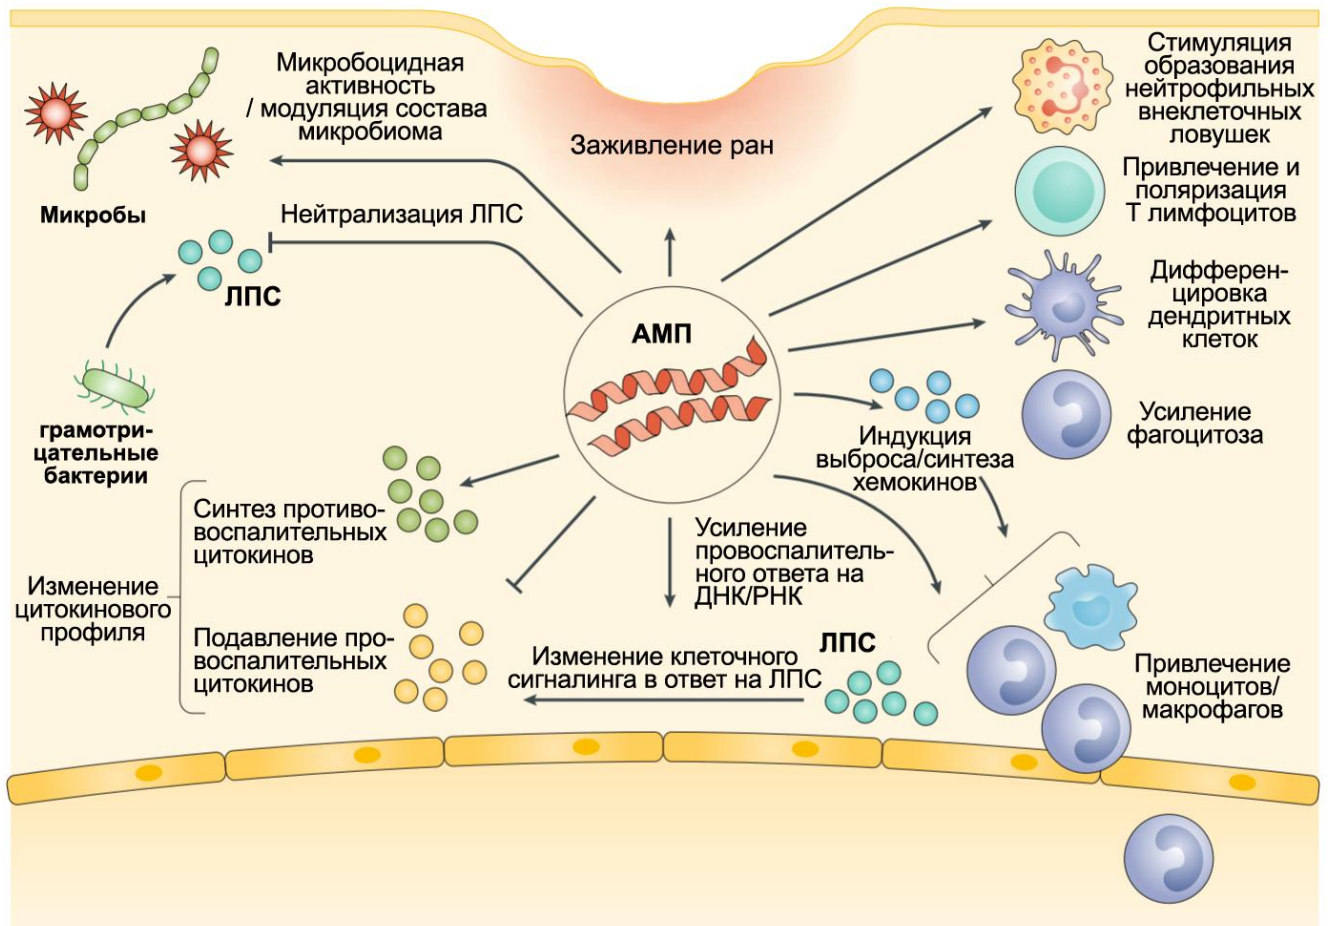 Микробоцидная
активность
/ модуляция состава
микробиома
Заживление ран
Стимуляция
образования
нейтрофильных
внеклеточных
ловушек
Микробы
Нейтрализация ЛПС
Привлечение и
поляризация
Т лимфоцитов
ЛПС
АМП
Дифферен-
цировка
дендритных
клеток
грамотри-
цательные
бактерии
Индукция
выброса/синтеза
хемокинов
Усиление
фагоцитоза
Изменение
цитокинового
профиля
Синтез противо-
воспалительных
цитокинов
Подавление про-
воспалительных
цитокинов
Усиление
провоспалитель-
ного ответа на
ДНК/РНК
Изменение клеточного
сигналинга в ответ на ЛПС
ЛПС
Привлечение
моноцитов/
макрофагов